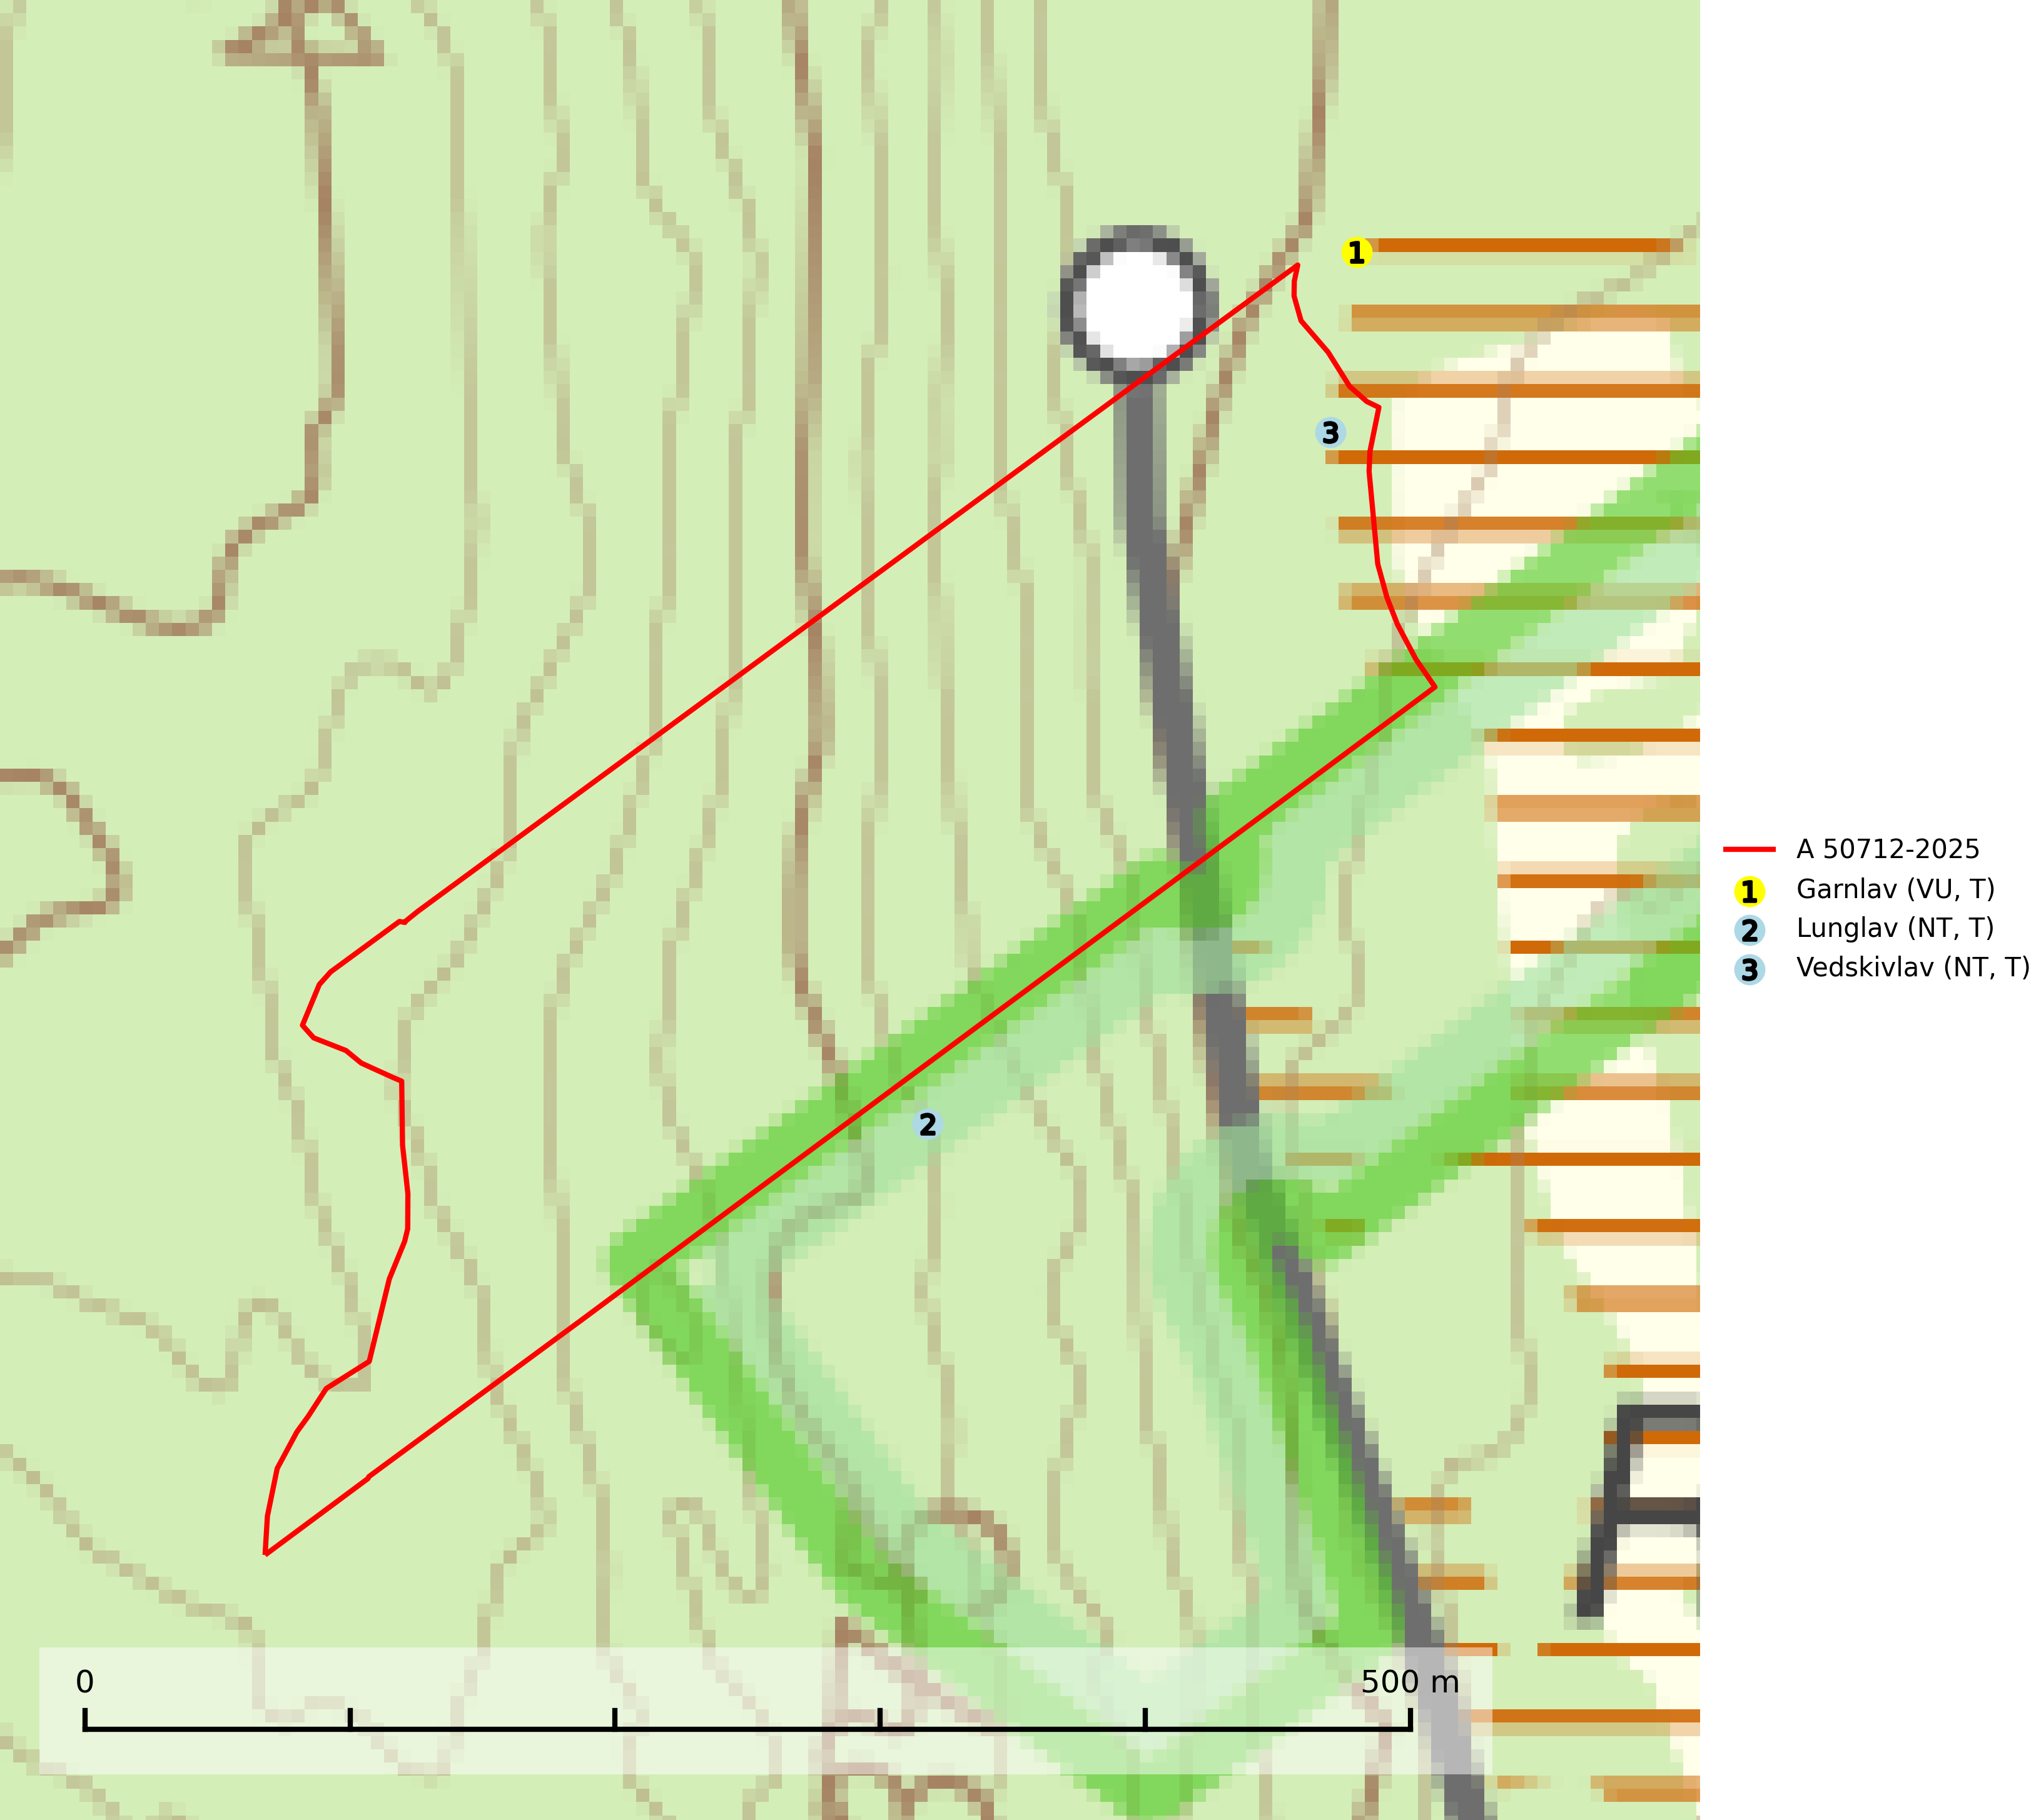 1
3
2
A 50712-2025
1 Garnlav (VU, T)
2 Lunglav (NT, T)
3 Vedskivlav (NT, T)
0 500 m